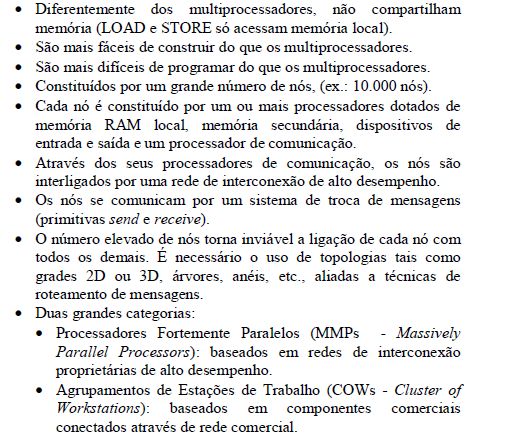 • Diferentemente dos multiprocessadores, não compartilham
memória (LOAD e STORE só acessam memória local).
• São mais fáceis de construir do que os multiprocessadores.
• São mais difíceis de programar do que os multiprocessadores.
• Constituídos por um grande número de nós, (ex.: 10.000 nós).
• Cada nó é constituído por um ou mais processadores dotados de
memória RAM local, memória secundária, dispositivos de
entrada e saída e um processador de comunicação.
• Através dos seus processadores de comunicação, os nós são
interligados por uma rede de interconexão de alto desempenho.
• Os nós se comunicam por um sistema de troca de mensagens
(primitivas send e receive).
• O número elevado de nós torna inviável a ligação de cada nó com
todos os demais. É necessário o uso de topologias tais como
grades 2D ou 3D, árvores, anéis, etc., aliadas a técnicas de
roteamento de mensagens.
• Duas grandes categorias:
• Processadores Fortemente Paralelos (MMPs - Massively
Parallel Processors): baseados em redes de interconexão
proprietárias de alto desempenho.
• Agrupamentos de Estações de Trabalho (COWs - Cluster of
Workstations): baseados em componentes comerciais
conectados através de rede comercial.